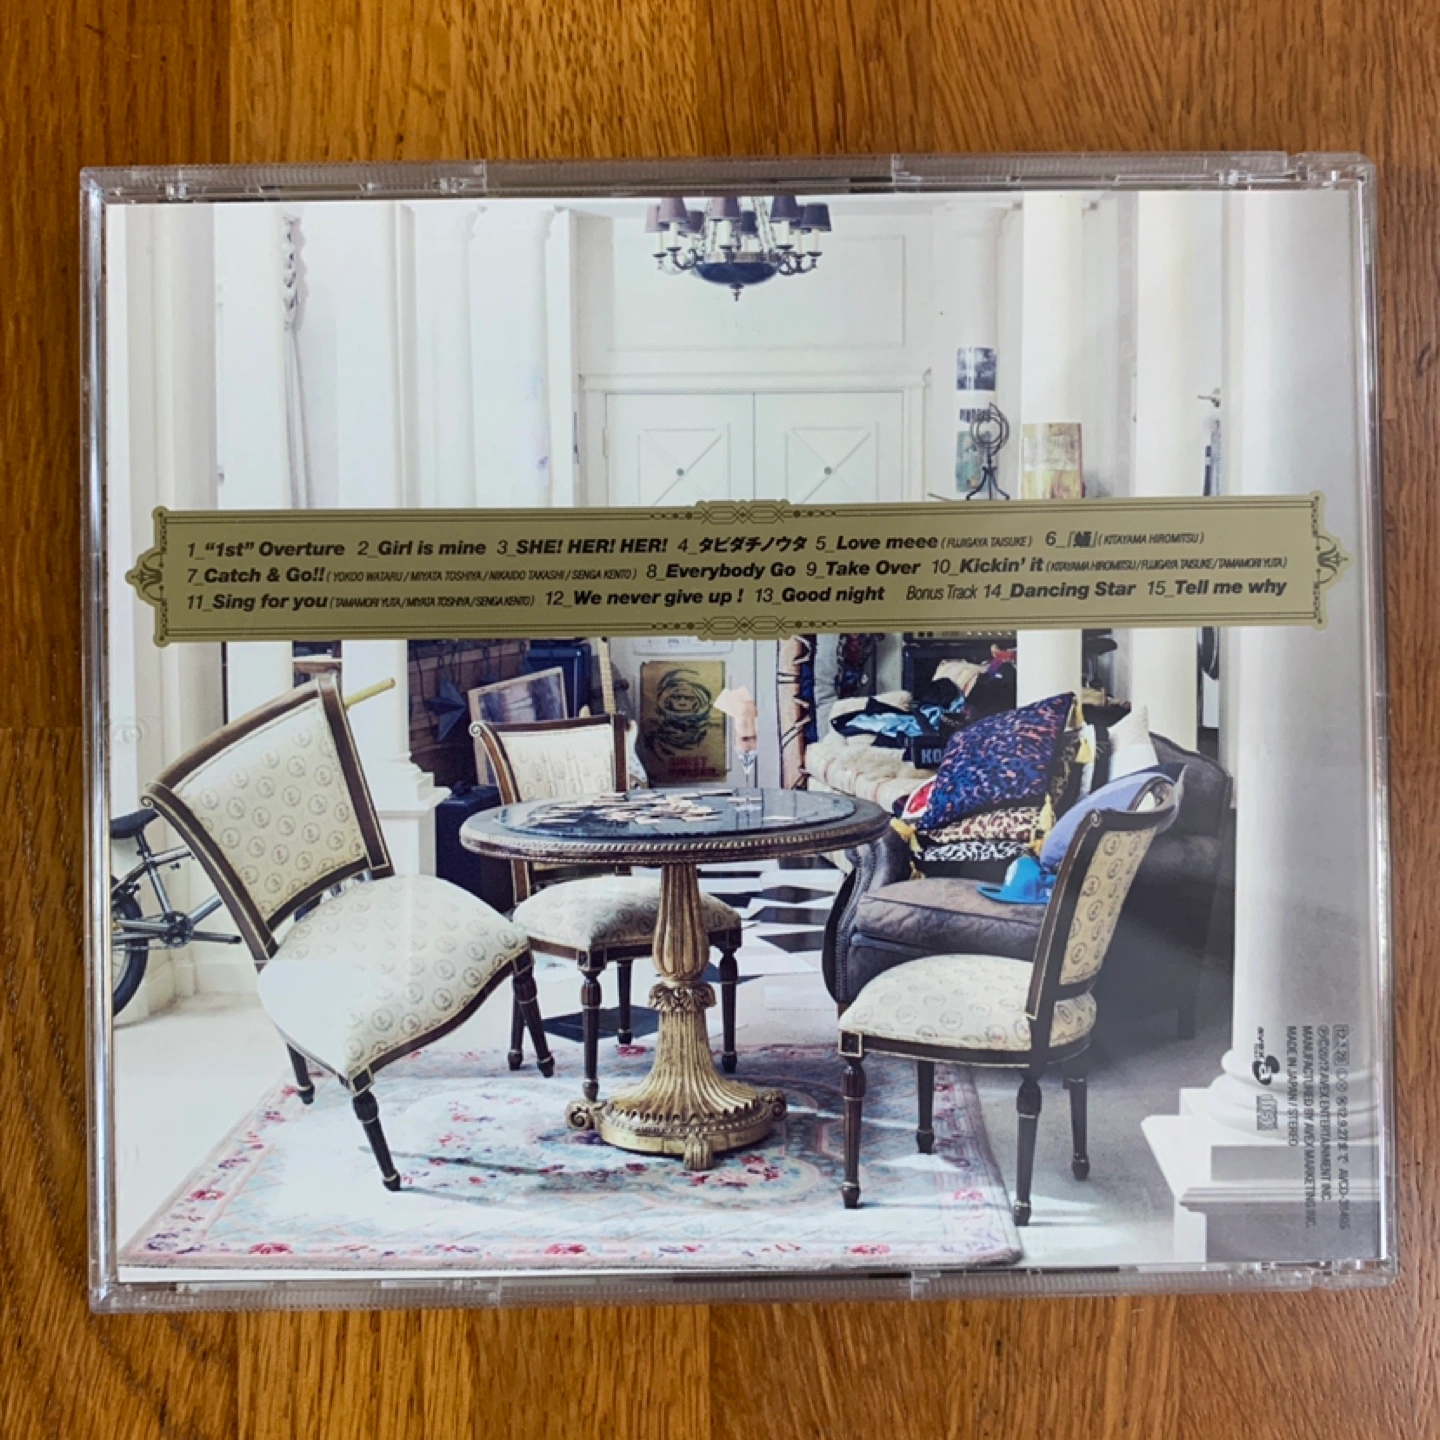 1_“1st” Overture 2_Girl is mine 3_SHE! HER! HER! 4_タビダチノウタ 5_Love meee (FUJIGAYA TAISUKE) 6_『蛹』(KITAYAMA HIROMITSU)
7_Catch & Go!! (YOKOO WATARU / MIYATA TOSHIYA / NIKAIDO TAKASHI / SENGA KENTO) 8_Everybody Go 9_Take Over 10_Kickin’ it (KITAYAMA HIROMITSU / FUJIGAYA TAISUKE / TAMAMORI YUTA)
11_Sing for you (TAMAMORI YUTA / MIYATA TOSHIYA / SENGA KENTO) 12_We never give up ! 13_Good night Bonus Track 14_Dancing Star 15_Tell me why
KO
avex
MANUFACTURED BY AVEX MARKETING INC.
MADE IN JAPAN / STEREO